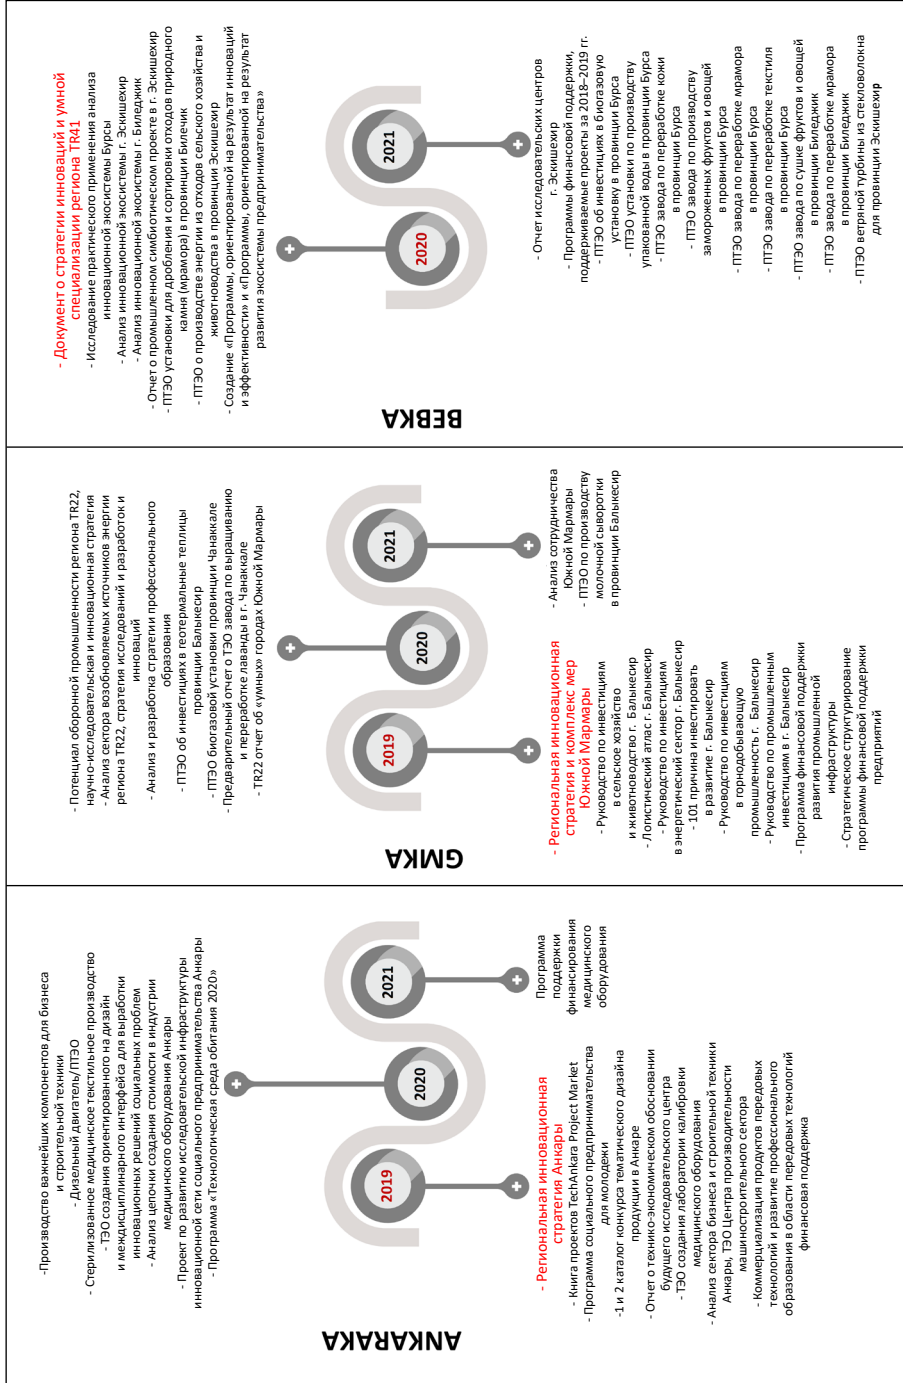 ANKARAKA
-Производство важнейших компонентов для бизнеса
и строительной техники
- Дизельный двигатель/ПТЭО
- Стерилизованное медицинское текстильное производство
- ТЭО создания ориентированного на дизайн
и междисциплинарного интерфейса для выработки
инновационных решений социальных проблем
- Анализ цепочки создания стоимости в индустрии
медицинского оборудования Анкары
- Проект по развитию исследовательской инфраструктуры
инновационной сети социального предпринимательства Анкары
- Программа «Технологическая среда обитания 2020»
2019
2020
2021
- Региональная инновационная
стратегия Анкары
- Книга проектов TechAnkara Project Market
- Программа социального предпринимательства
для молодежи
-1 и 2 каталог конкурса тематического дизайна
продукции в Анкаре
- Отчет о технико-экономическом обосновании
будущего исследовательского центра
- ТЭО создания лаборатории калибровки
медицинского оборудования
- Анализ сектора бизнеса и строительной техники
Анкары, ТЭО Центра производительности
машиностроительного сектора
- Коммерциализация продуктов передовых
технологий и развитие профессионального
образования в области передовых технологий
финансовая поддержка
Программа
поддержки
финансирования
медицинского
оборудования
GMKA
- Потенциал оборонной промышленности региона TR22,
научно-исследовательская и инновационная стратегия
- Анализ сектора возобновляемых источников энергии
региона TR22, стратегия исследований и разработок и
инноваций
- Анализ и разработка стратегии профессионального
образования
- ПТЭО об инвестициях в геотермальные теплицы
провинции Балыкесир
- ПТЭО биогазовой установки провинции Чанаккале
- Предварительный отчет о ТЭО завода по выращиванию
и переработке лаванды в г. Чанаккале
- TR22 отчет об «умных» городах Южной Мармары
2019
2020
2021
- Региональная инновационная
стратегия и комплекс мер
Южной Мармары
- Руководство по инвестициям
в сельское хозяйство
и животноводство г. Балыкесир
- Логистический атлас г. Балыкесир
- Руководство по инвестициям
в энергетический сектор г. Балыкесир
- 101 причина инвестировать
в развитие г. Балыкесир
- Руководство по инвестициям
в горнодобывающую
промышленность г. Балыкесир
- Руководство по промышленным
инвестициям в г. Балыкесир
- Программа финансовой поддержки
развития промышленной
инфраструктуры
- Стратегическое структурирование
программы финансовой поддержки
предприятий
- Анализ сотрудничества
Южной Мармары
- ПТЭО по производству
молочной сыворотки
в провинции Балыкесир
BEBKA
- Документ о стратегии инноваций и умной
специализации региона TR41
- Исследование практического применения анализа
инновационной экосистемы Бурсы
- Анализ инновационной экосистемы г. Эскишехир
- Анализ инновационной экосистемы г. Биледжик
- Отчет о промышленном симбиотическом проекте в г. Эскишехир
- ПТЭО установки для дробления и сортировки отходов природного
камня (мрамора) в провинции Билечик
- ПТЭО о производстве энергии из отходов сельского хозяйства и
животноводства в провинции Эскишехир
- Создание «Программы, ориентированной на результат инноваций
и эффективности» и «Программы, ориентированной на результат
развития экосистемы предпринимательства»
2020
2021
- Отчет исследовательских центров
г. Эскишехир
- Программы финансовой поддержки,
поддерживаемые проекты за 2018–2019 гг.
- ПТЭО об инвестициях в биогазовую
установку в провинции Бурса
- ПТЭО установки по производству
упакованной воды в провинции Бурса
- ПТЭО завода по переработке кожи
в провинции Бурса
- ПТЭО завода по производству
замороженных фруктов и овощей
в провинции Бурса
- ПТЭО завода по переработке мрамора
в провинции Бурса
- ПТЭО завода по переработке текстиля
в провинции Бурса
- ПТЭО завода по сушке фруктов и овощей
в провинции Биледжик
- ПТЭО завода по переработке мрамора
в провинции Биледжик
- ПТЭО ветряной турбины из стекловолокна
для провинции Эскишехир